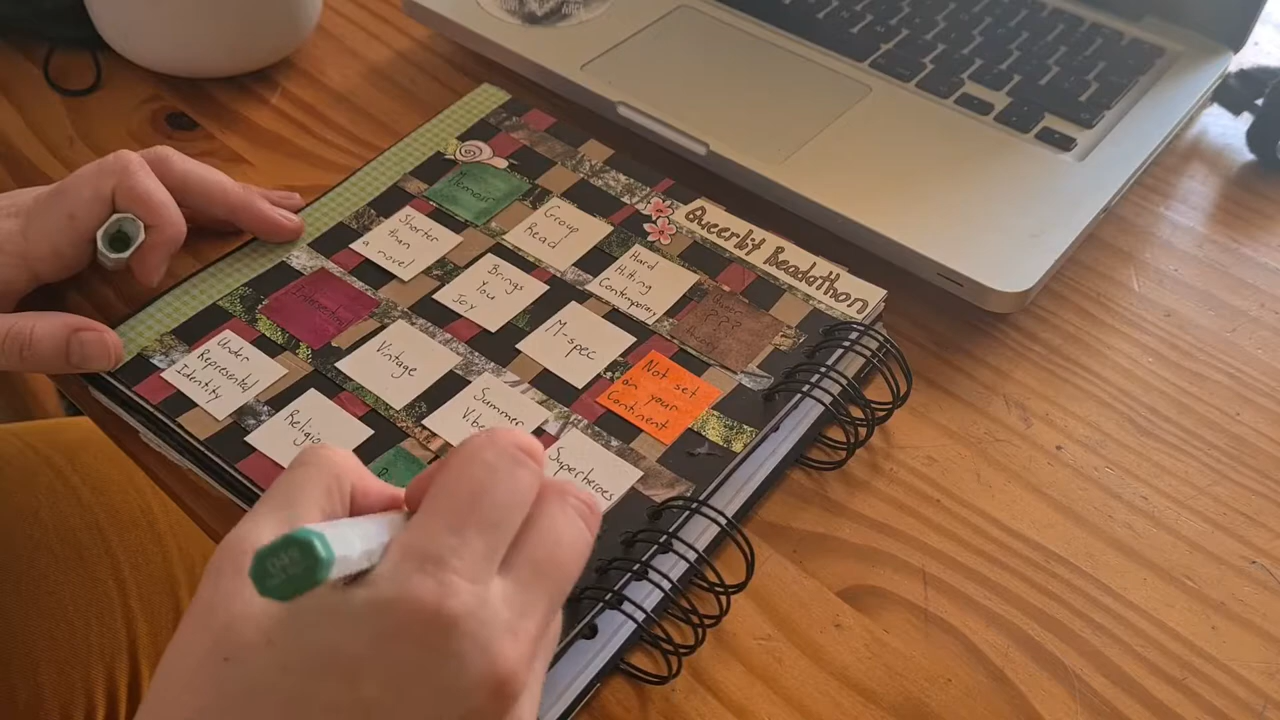 Queerlit Readathon
Memoir
Group
Read
Hard
Hitting
Contemporary
???
Shorter
than
a novel
Brings
You
Joy
M-spec
Not set
on your
Continent
Intersectional
Vintage
Summer
Superheroes
Under
Represented
Identity